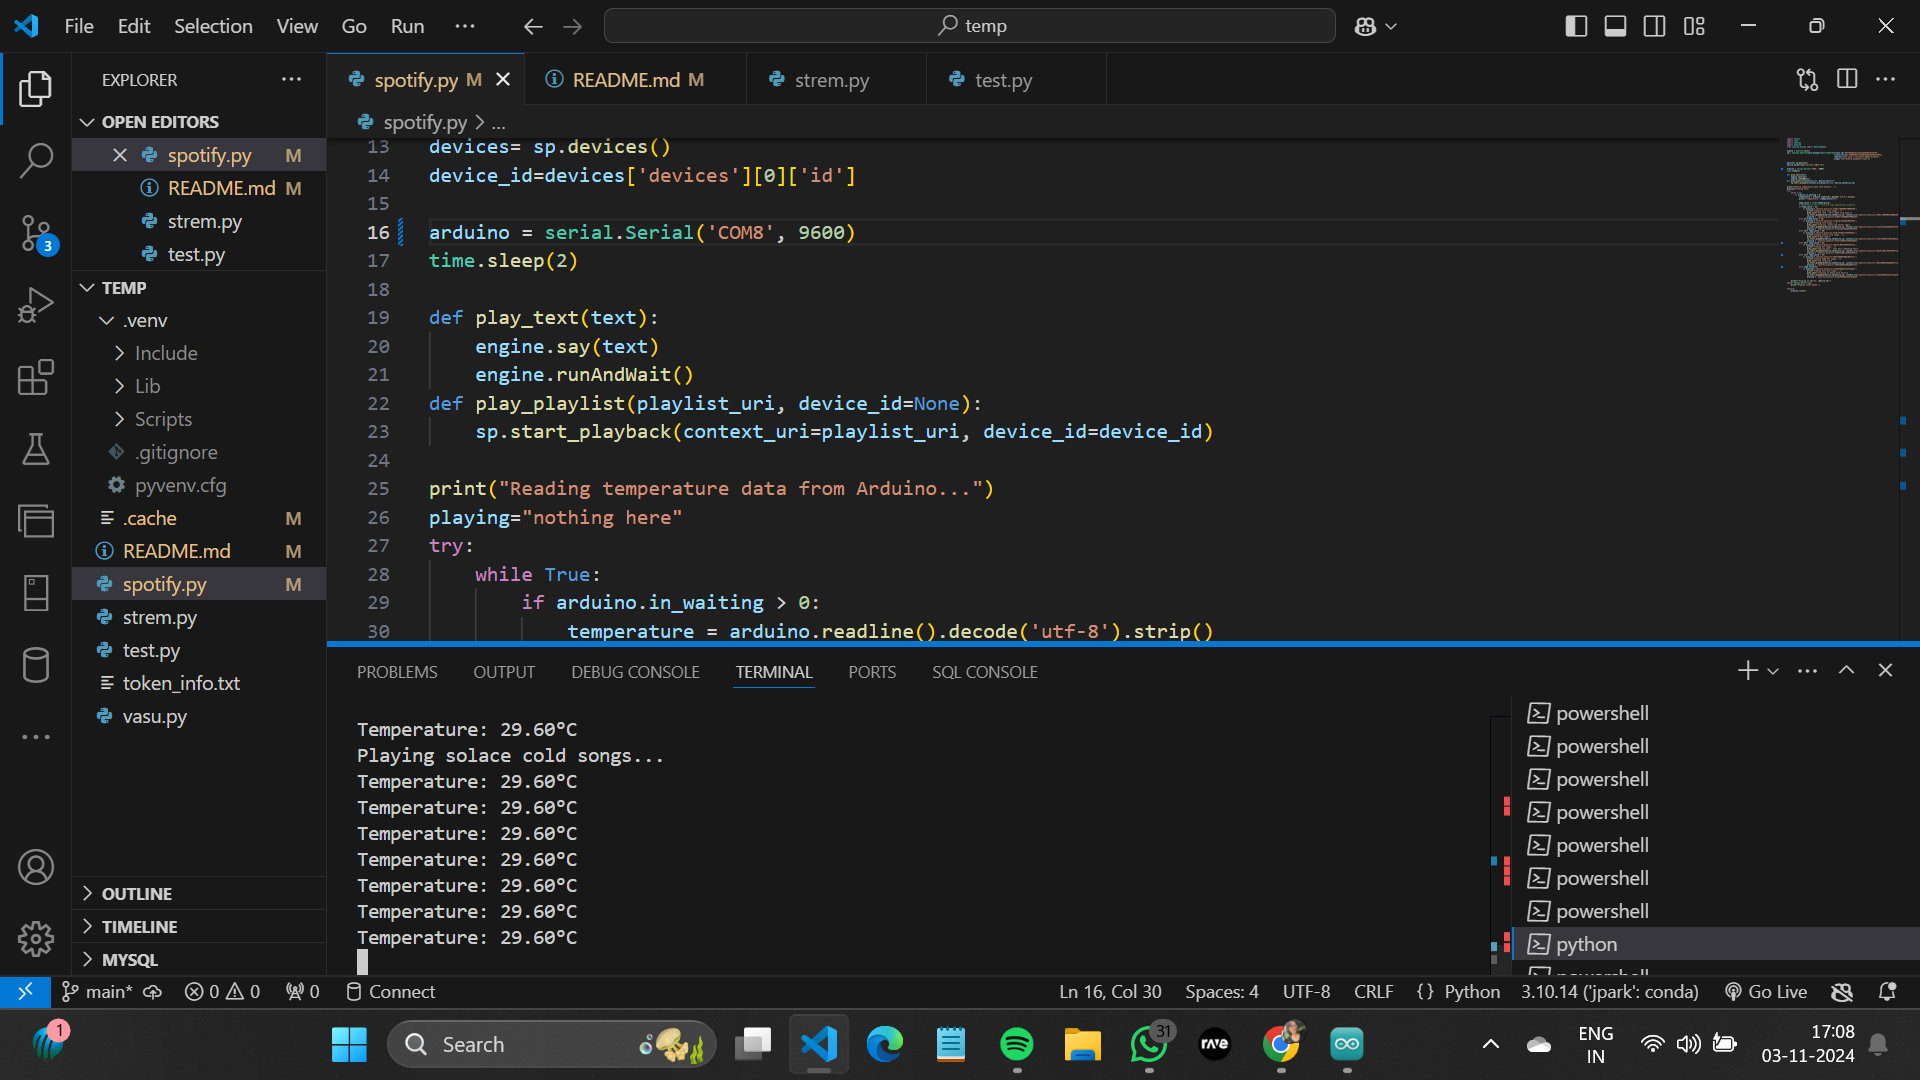 File Edit Selection View Go Run ···
temp
EXPLORER ···
OPEN EDITORS
spotify.py M
README.md M
strem.py
test.py
TEMP
.venv
Include
Lib
Scripts
.gitignore
pyvenv.cfg
.cache M
README.md M
spotify.py M
strem.py
test.py
token_info.txt
vasu.py
OUTLINE
TIMELINE
MYSQL
3
spotify.py M README.md M strem.py test.py
spotify.py > ...
13 devices= sp.devices()
14 device_id=devices['devices'][0]['id']
15
16 arduino = serial.Serial('COM8', 9600)
17 time.sleep(2)
18
19 def play_text(text):
20 engine.say(text)
21 engine.runAndWait()
22 def play_playlist(playlist_uri, device_id=None):
23 sp.start_playback(context_uri=playlist_uri, device_id=device_id)
24
25 print("Reading temperature data from Arduino...")
26 playing="nothing here"
27 try:
28 while True:
29 if arduino.in_waiting > 0:
30 temperature = arduino.readline().decode('utf-8').strip()
PROBLEMS OUTPUT DEBUG CONSOLE TERMINAL PORTS SQL CONSOLE
Temperature: 29.60°C
Playing solace cold songs...
Temperature: 29.60°C
Temperature: 29.60°C
Temperature: 29.60°C
Temperature: 29.60°C
Temperature: 29.60°C
Temperature: 29.60°C
Temperature: 29.60°C
powershell
powershell
powershell
powershell
powershell
powershell
powershell
python
powershell
main* 0 0 0 Connect Ln 16, Col 30 Spaces: 4 UTF-8 CRLF {} Python 3.10.14 ('jpark': conda) Go Live
1 Search 31 rave ENG
IN
17:08
03-11-2024